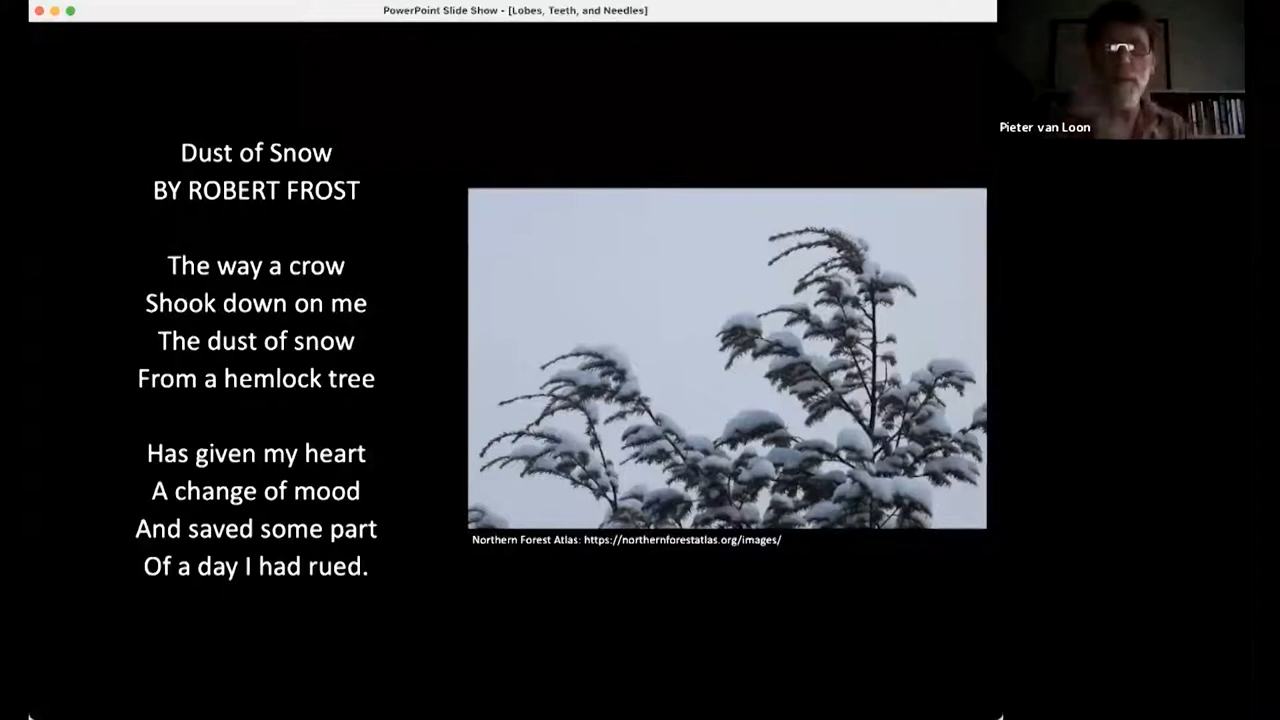 PowerPoint Slide Show - [Lobes, Teeth, and Needles]
Pieter van Loon
Dust of Snow
BY ROBERT FROST
The way a crow
Shook down on me
The dust of snow
From a hemlock tree
Has given my heart
A change of mood
And saved some part
Of a day I had rued.
Northern Forest Atlas: https://northernforestatlas.org/images/